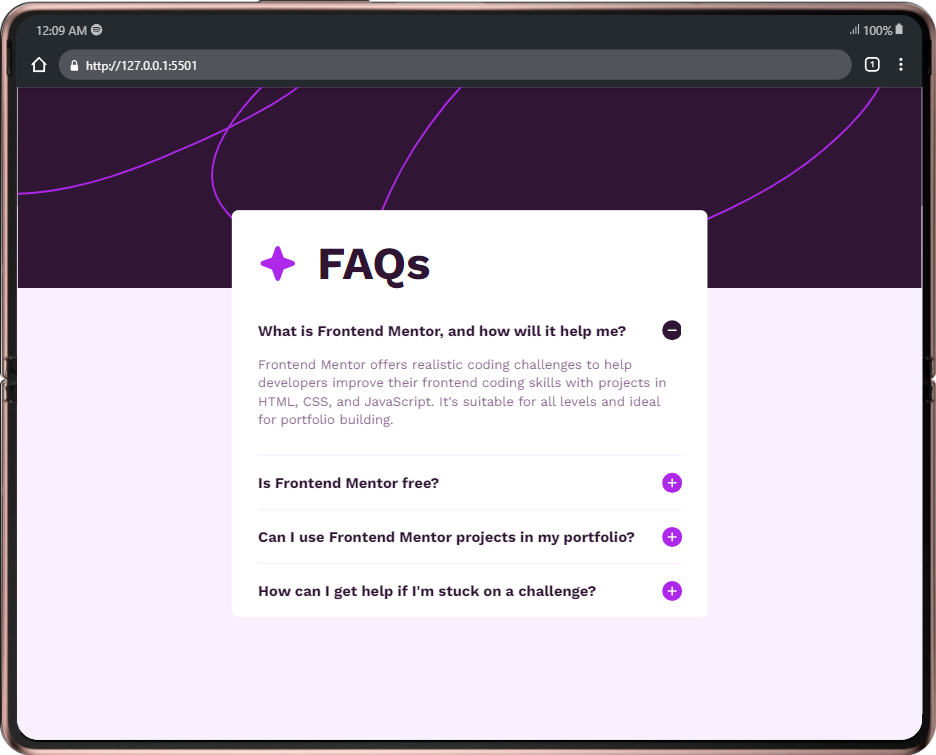 12:09 AM
100%
http://127.0.0.1:5501
1
FAQs
What is Frontend Mentor, and how will it help me?
Frontend Mentor offers realistic coding challenges to help
developers improve their frontend coding skills with projects in
HTML, CSS, and JavaScript. It's suitable for all levels and ideal
for portfolio building.
Is Frontend Mentor free?
Can I use Frontend Mentor projects in my portfolio?
How can I get help if I'm stuck on a challenge?